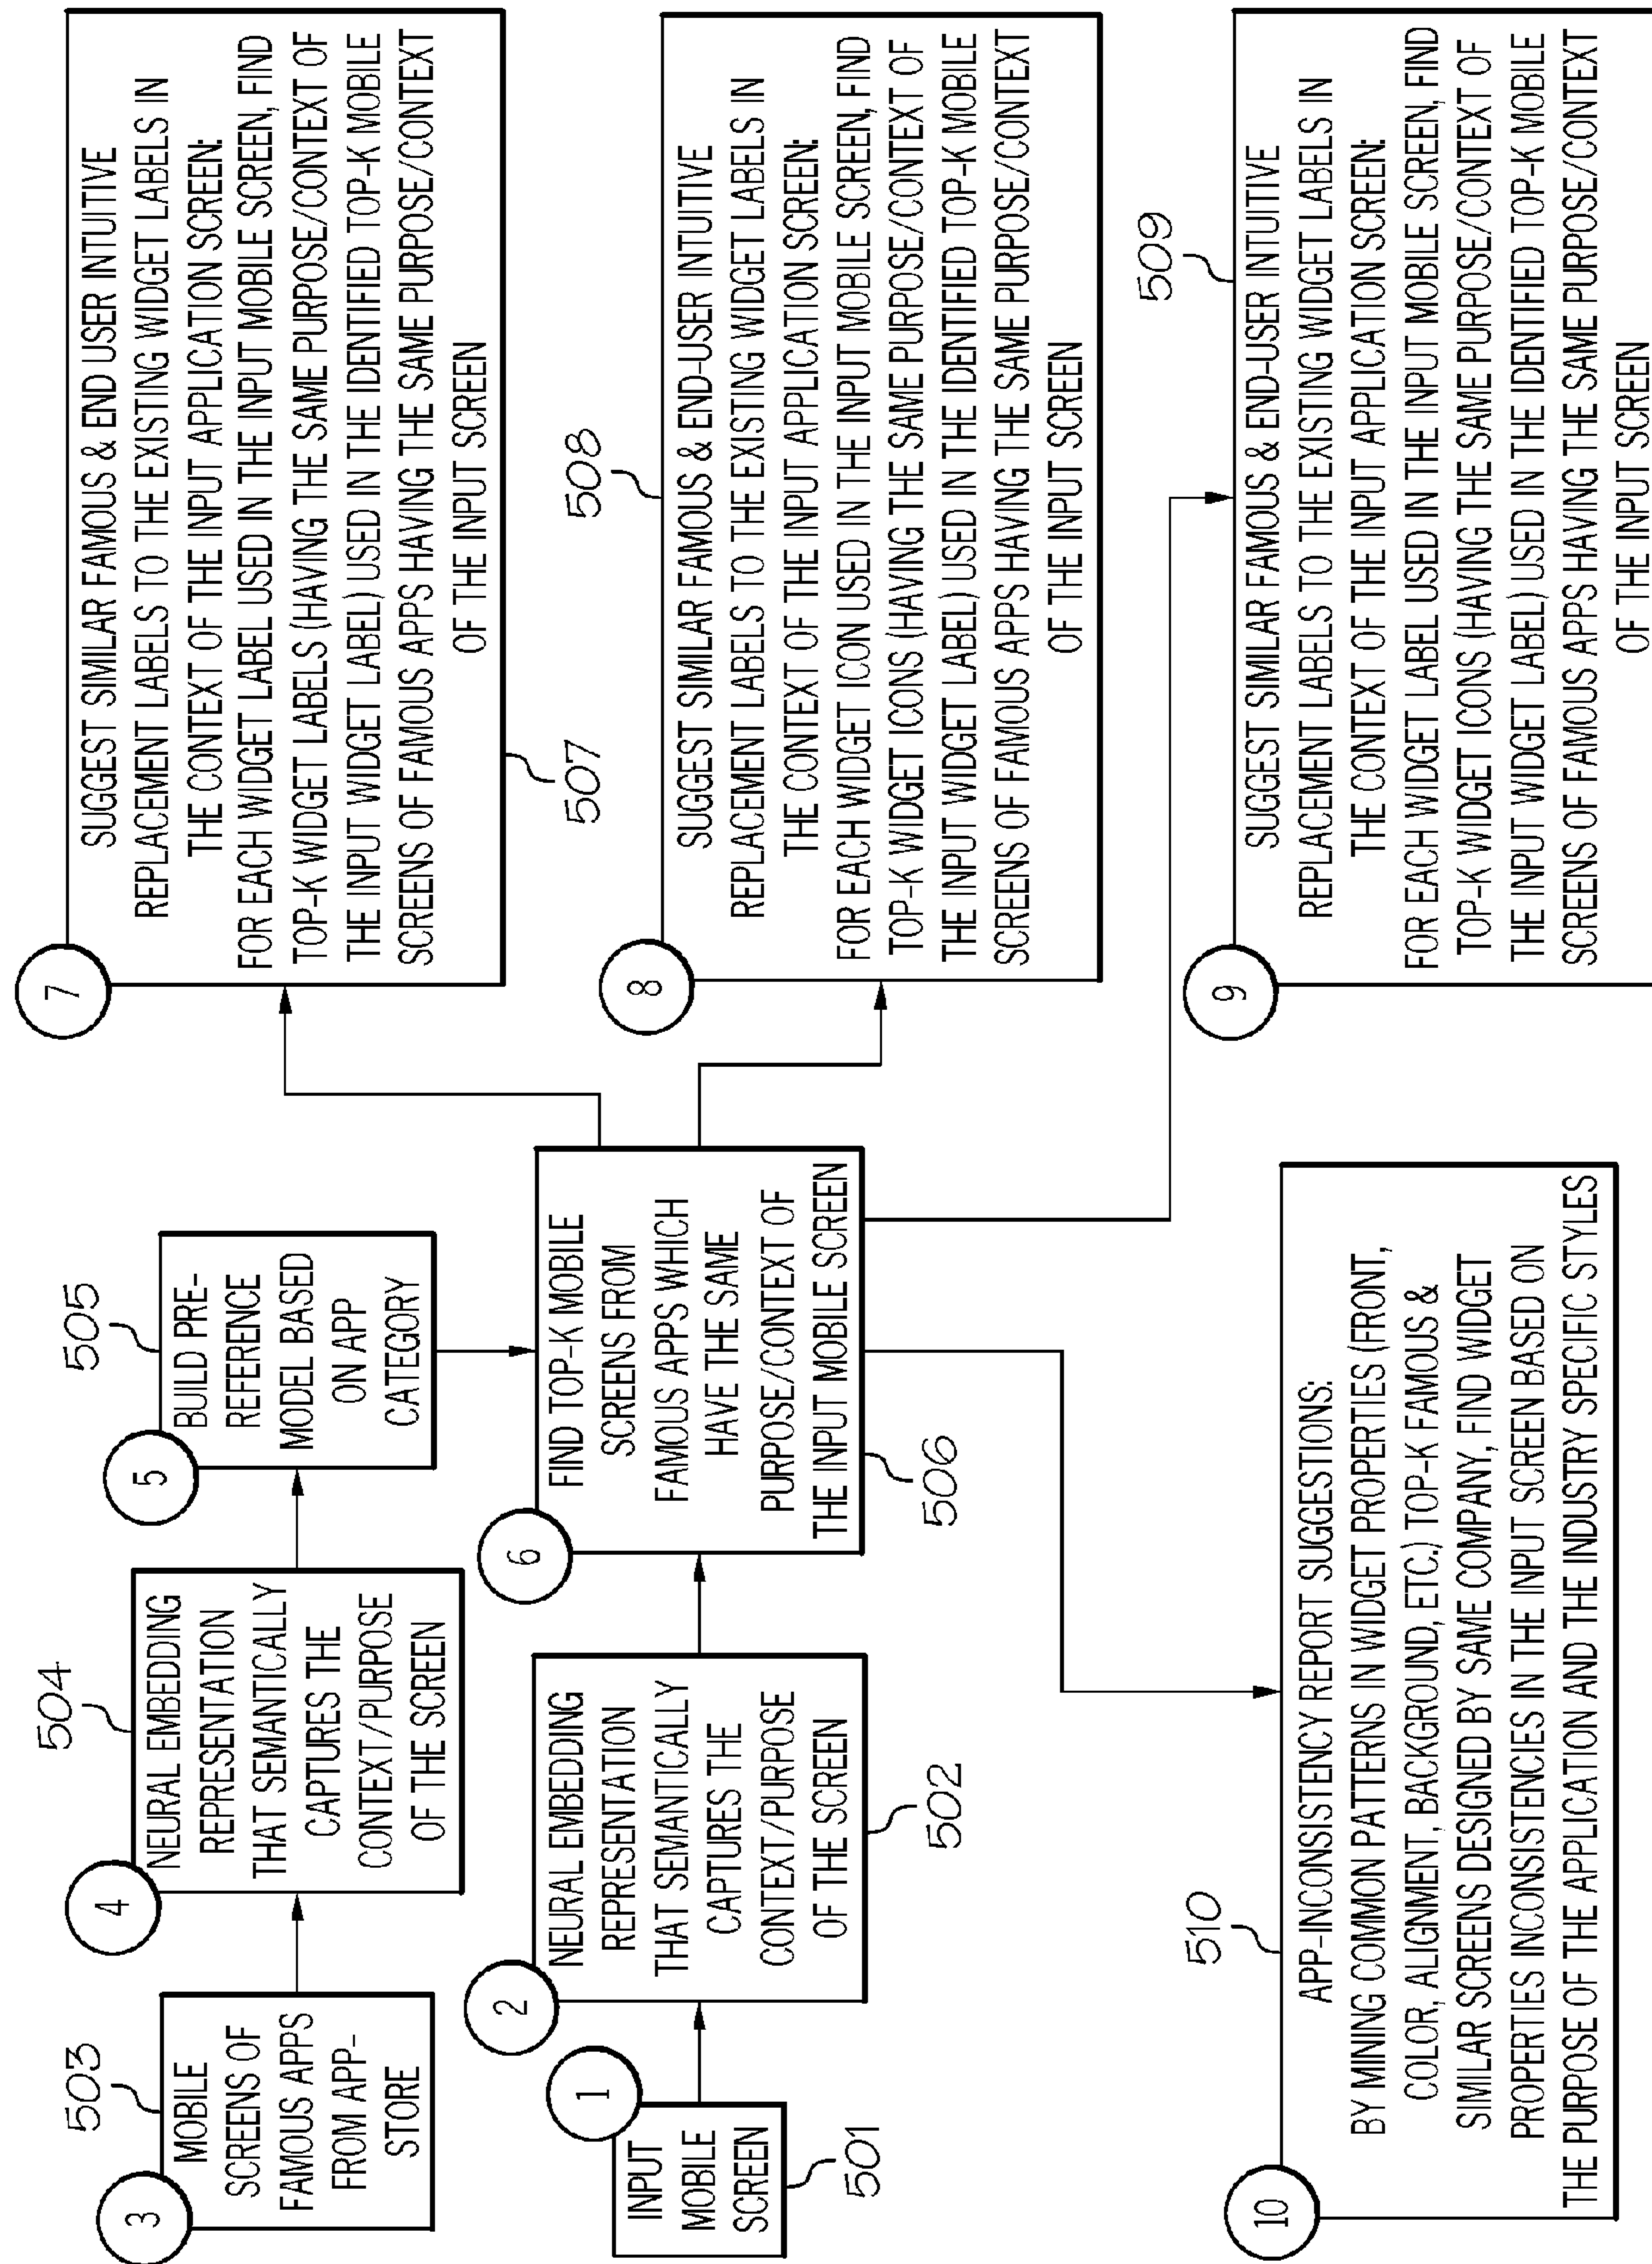 503
MOBILE
SCREENS OF
FAMOUS APPS
FROM APP-
STORE
3
504
NEURAL EMBEDDING
REPRESENTATION
THAT SEMANTICALLY
CAPTURES THE
CONTEXT/PURPOSE
OF THE SCREEN
4
505
BUILD PRE-
REFERENCE
MODEL BASED
ON APP
CATEGORY
5
1
INPUT
MOBILE
SCREEN
501
2
NEURAL EMBEDDING
REPRESENTATION
THAT SEMANTICALLY
CAPTURES THE
CONTEXT/PURPOSE
OF THE SCREEN
502
6
FIND TOP-K MOBILE
SCREENS FROM
FAMOUS APPS WHICH
HAVE THE SAME
PURPOSE/CONTEXT OF
THE INPUT MOBILE SCREEN
506
7
SUGGEST SIMILAR FAMOUS & END USER INTUITIVE
REPLACEMENT LABELS TO THE EXISTING WIDGET LABELS IN
THE CONTEXT OF THE INPUT APPLICATION SCREEN:
FOR EACH WIDGET LABEL USED IN THE INPUT MOBILE SCREEN, FIND
TOP-K WIDGET LABELS (HAVING THE SAME PURPOSE/CONTEXT OF
THE INPUT WIDGET LABEL) USED IN THE IDENTIFIED TOP-K MOBILE
SCREENS OF FAMOUS APPS HAVING THE SAME PURPOSE/CONTEXT
OF THE INPUT SCREEN
507
508
8
SUGGEST SIMILAR FAMOUS & END-USER INTUITIVE
REPLACEMENT LABELS TO THE EXISTING WIDGET LABELS IN
THE CONTEXT OF THE INPUT APPLICATION SCREEN:
FOR EACH WIDGET ICON USED IN THE INPUT MOBILE SCREEN, FIND
TOP-K WIDGET ICONS (HAVING THE SAME PURPOSE/CONTEXT OF
THE INPUT WIDGET LABEL) USED IN THE IDENTIFIED TOP-K MOBILE
SCREENS OF FAMOUS APPS HAVING THE SAME PURPOSE/CONTEXT
OF THE INPUT SCREEN
509
9
SUGGEST SIMILAR FAMOUS & END-USER INTUITIVE
REPLACEMENT LABELS TO THE EXISTING WIDGET LABELS IN
THE CONTEXT OF THE INPUT APPLICATION SCREEN:
FOR EACH WIDGET LABEL USED IN THE INPUT MOBILE SCREEN, FIND
TOP-K WIDGET ICONS (HAVING THE SAME PURPOSE/CONTEXT OF
THE INPUT WIDGET LABEL) USED IN THE IDENTIFIED TOP-K MOBILE
SCREENS OF FAMOUS APPS HAVING THE SAME PURPOSE/CONTEXT
OF THE INPUT SCREEN
510
10
APP-INCONSISTENCY REPORT SUGGESTIONS:
BY MINING COMMON PATTERNS IN WIDGET PROPERTIES (FRONT,
COLOR, ALIGNMENT, BACKGROUND, ETC.) TOP-K FAMOUS &
SIMILAR SCREENS DESIGNED BY SAME COMPANY, FIND WIDGET
PROPERTIES INCONSISTENCIES IN THE INPUT SCREEN BASED ON
THE PURPOSE OF THE APPLICATION AND THE INDUSTRY SPECIFIC STYLES